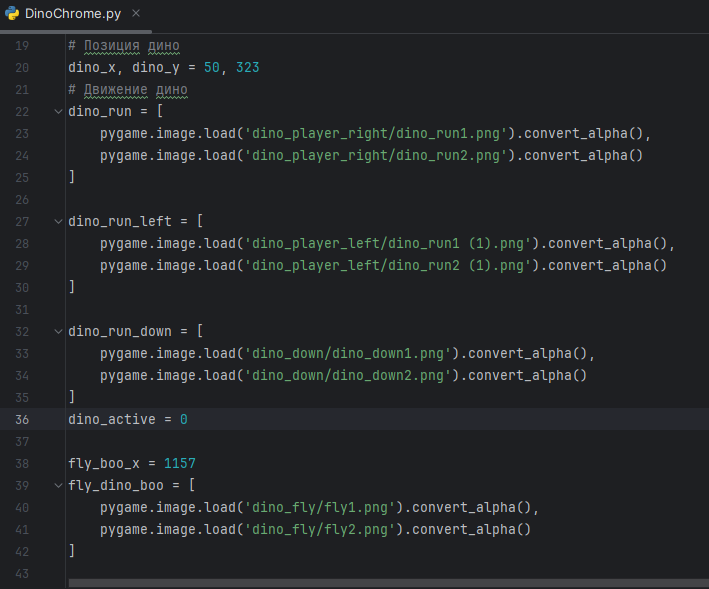 DinoChrome.py
19 # Позиция дино
20 dino_x, dino_y = 50, 323
21 # Движение дино
22 dino_run = [
23 pygame.image.load('dino_player_right/dino_run1.png').convert_alpha(),
24 pygame.image.load('dino_player_right/dino_run2.png').convert_alpha()
25 ]
26
27 dino_run_left = [
28 pygame.image.load('dino_player_left/dino_run1 (1).png').convert_alpha(),
29 pygame.image.load('dino_player_left/dino_run2 (1).png').convert_alpha()
30 ]
31
32 dino_run_down = [
33 pygame.image.load('dino_down/dino_down1.png').convert_alpha(),
34 pygame.image.load('dino_down/dino_down2.png').convert_alpha()
35 ]
36 dino_active = 0
37
38 fly_boo_x = 1157
39 fly_dino_boo = [
40 pygame.image.load('dino_fly/fly1.png').convert_alpha(),
41 pygame.image.load('dino_fly/fly2.png').convert_alpha()
42 ]
43